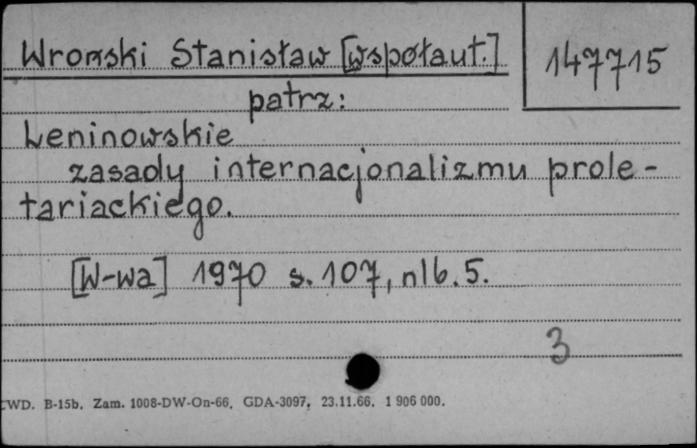 Wroński Stanisław [współaut.]
147715
patrz:
Leninowskie
zasady internacjonalizmu prole-
tariackiego.
[W-wa] 1970 s. 107, nlb. 5.
3
CWD. B-15b. Zam. 1008-DW-On-66. GDA-3097. 23.11.66. 1 906 000.